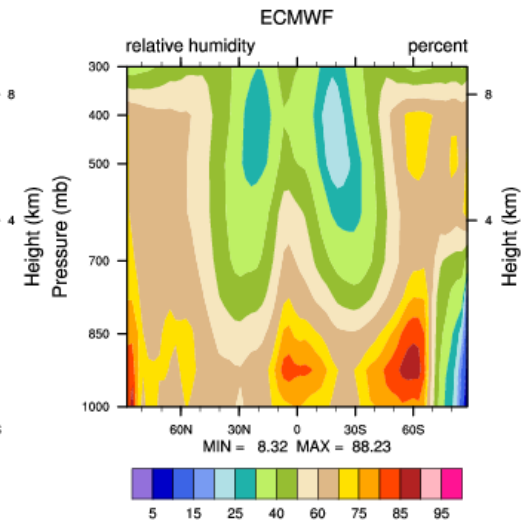 ECMWF
relative humidity percent
300
400
500
700
850
1000
Pressure (mb)
Height (km)
8
4
8
4
Height (km)
60N 30N 0 30S 60S
MIN = 8.32 MAX = 88.23
5 15 25 40 60 75 85 95